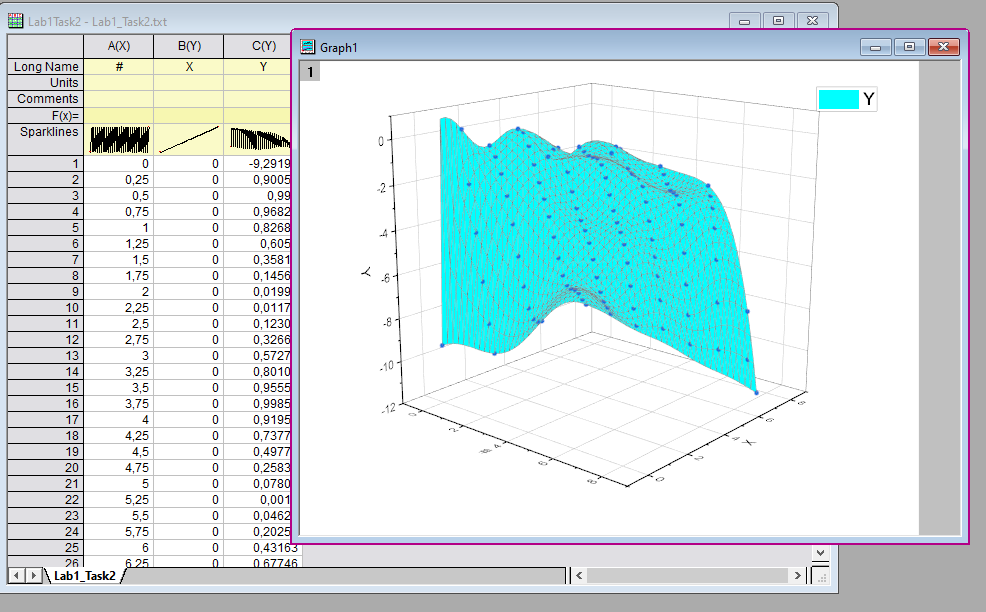 Lab1Task2 - Lab1_Task2.txt
A(X) B(Y) C(Y)
Long Name # X Y
Units
Comments
F(x)=
Sparklines
1 0 0 -9,2919
2 0,25 0 0,9005
3 0,5 0 0,99
4 0,75 0 0,9682
5 1 0 0,8268
6 1,25 0 0,605
7 1,5 0 0,3581
8 1,75 0 0,1456
9 2 0 0,0199
10 2,25 0 0,0117
11 2,5 0 0,1230
12 2,75 0 0,3266
13 3 0 0,5727
14 3,25 0 0,8010
15 3,5 0 0,9555
16 3,75 0 0,9985
17 4 0 0,9195
18 4,25 0 0,7377
19 4,5 0 0,4977
20 4,75 0 0,2583
21 5 0 0,0780
22 5,25 0 0,001
23 5,5 0 0,0462
24 5,75 0 0,2025
25 6 0 0,43163
26 6,25 0 0,67746
Lab1_Task2
Graph1
1
Y
0
-2
-4
-6
-8
-10
-12
Y
0
2
4
6
8
#
0
2
4
6
8
X